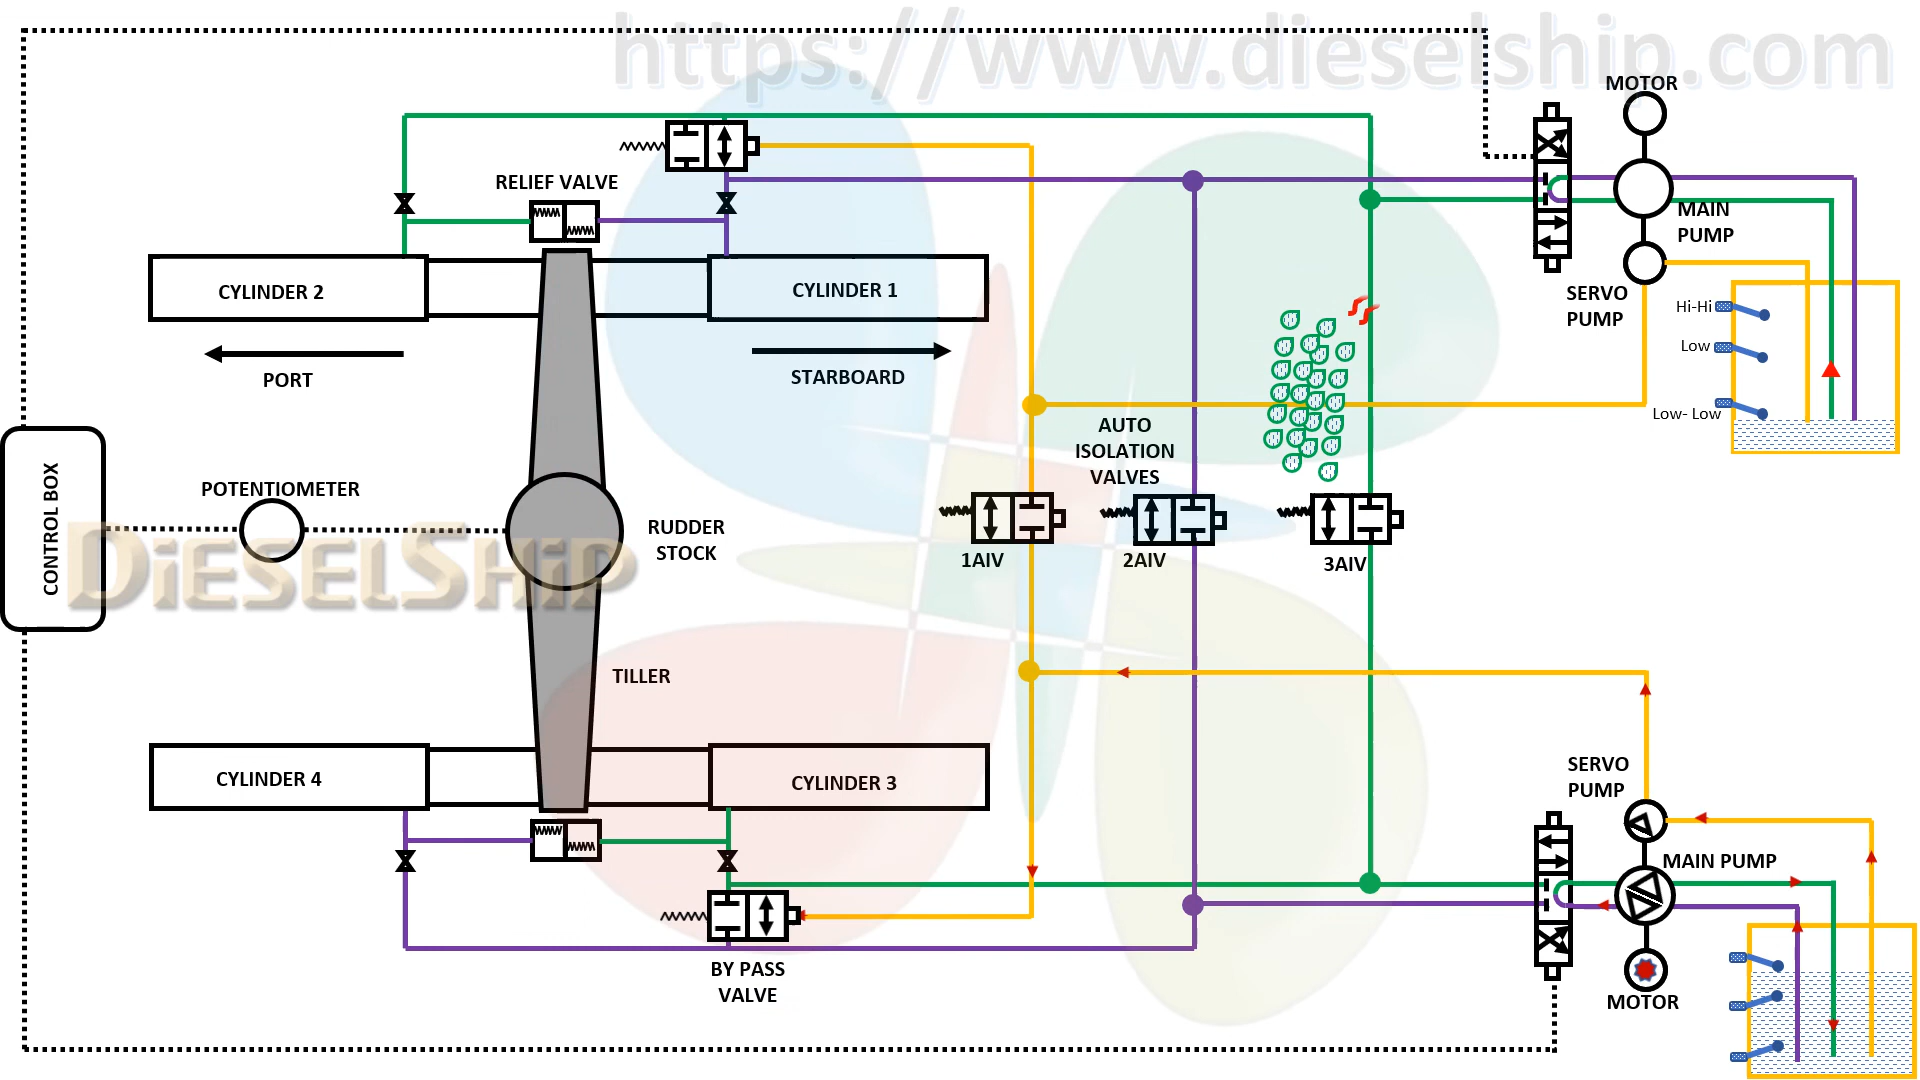 https://www.dieselship.com
MOTOR
RELIEF VALVE
MAIN
PUMP
CYLINDER 2
CYLINDER 1
SERVO
PUMP
Hi-Hi
Low
Low- Low
PORT
STARBOARD
AUTO
ISOLATION
VALVES
CONTROL BOX
POTENTIOMETER
RUDDER
STOCK
DiESELSHiP
1AIV
2AIV
3AIV
TILLER
CYLINDER 4
CYLINDER 3
SERVO
PUMP
MAIN PUMP
BY PASS
VALVE
MOTOR